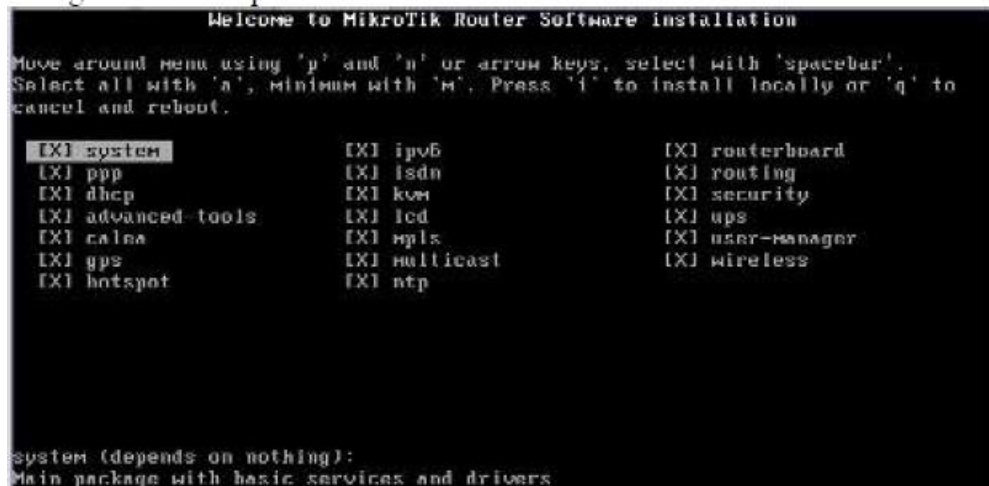 Welcome to MikroTik Router Software installation
Move around menu using 'p' and 'n' or arrow keys, select with 'spacebar'.
Select all with 'a', minimum with 'm'. Press 'i' to install locally or 'q' to
cancel and reboot.
[X] system [X] ipv6 [X] routerboard
[X] ppp [X] isdn [X] routing
[X] dhcp [X] kvm [X] security
[X] advanced-tools [X] lcd [X] ups
[X] calea [X] mpls [X] user-manager
[X] gps [X] multicast [X] wireless
[X] hotspot [X] ntp
system (depends on nothing):
Main package with basic services and drivers